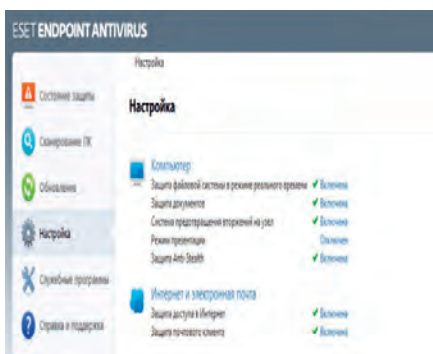 ESET ENDPOINT ANTIVIRUS
Настройка
Настройка
Состояние защиты
Сканирование ПК
Обновление
Настройка
Служебные программы
Справка и поддержка
Компьютер
Защита файловой системы в режиме реального времени ✔ Включена
Защита документов ✔ Включена
Система предотвращения вторжений на узел ✔ Включена
Режим презентации Отключен
Защита Anti-Stealth ✔ Включена
Интернет и электронная почта
Защита доступа в Интернет ✔ Включена
Защита почтового клиента ✔ Включена